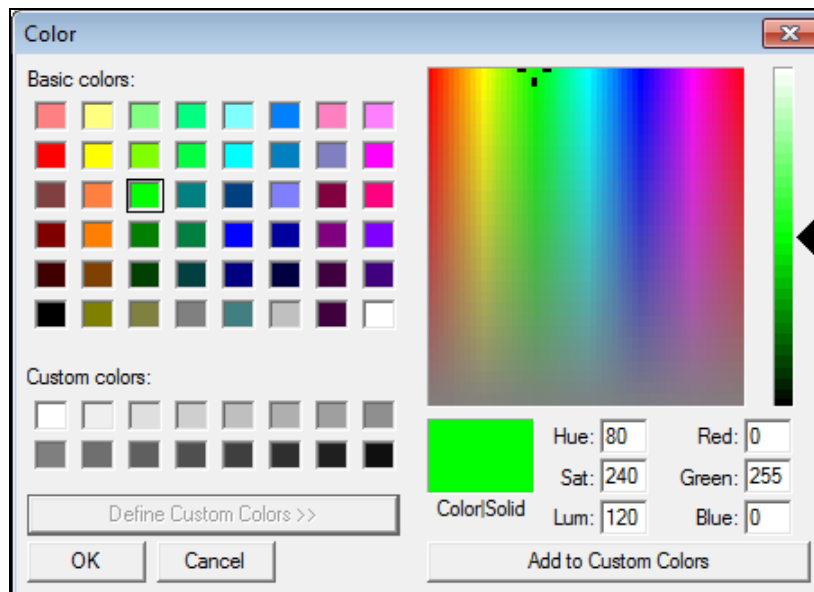 Color
Basic colors:
Custom colors:
Define Custom Colors >>
OK Cancel
Color|Solid
Hue: 80 Red: 0
Sat: 240 Green: 255
Lum: 120 Blue: 0
Add to Custom Colors